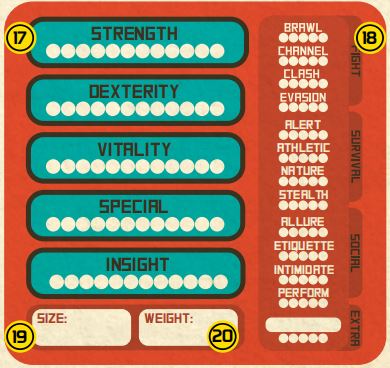 17
18
STRENGTH
DEXTERITY
VITALITY
SPECIAL
INSIGHT
SIZE:
WEIGHT:
19
20
BRAWL
CHANNEL
CLASH
EVASION
FIGHT
ALERT
ATHLETIC
NATURE
STEALTH
SURVIVAL
ALLURE
ETIQUETTE
INTIMIDATE
PERFORM
SOCIAL
EXTRA